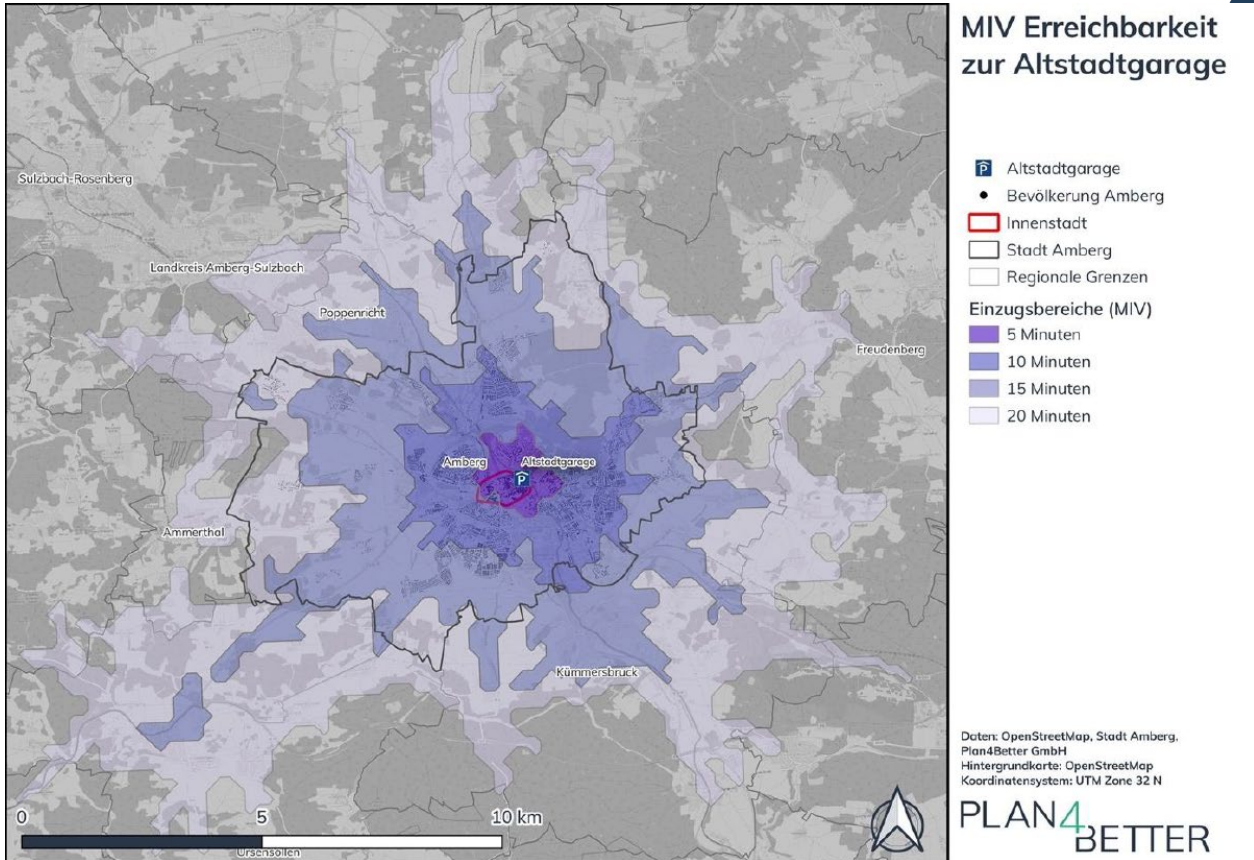 MIV Erreichbarkeit
zur Altstadtgarage
P Altstadtgarage
Bevölkerung Amberg
Innenstadt
Stadt Amberg
Regionale Grenzen
Einzugsbereiche (MIV)
5 Minuten
10 Minuten
15 Minuten
20 Minuten
Sulzbach-Rosenberg
Landkreis Amberg-Sulzbach
Poppenricht
Freudenberg
Amberg
Altstadtgarage
P
Ammerthal
Kümmersbruck
0 5 10 km
Ursensollen
Daten: OpenStreetMap, Stadt Amberg,
Plan4Better GmbH
Hintergrundkarte: OpenStreetMap
Koordinatensystem: UTM Zone 32 N
PLAN4
BETTER